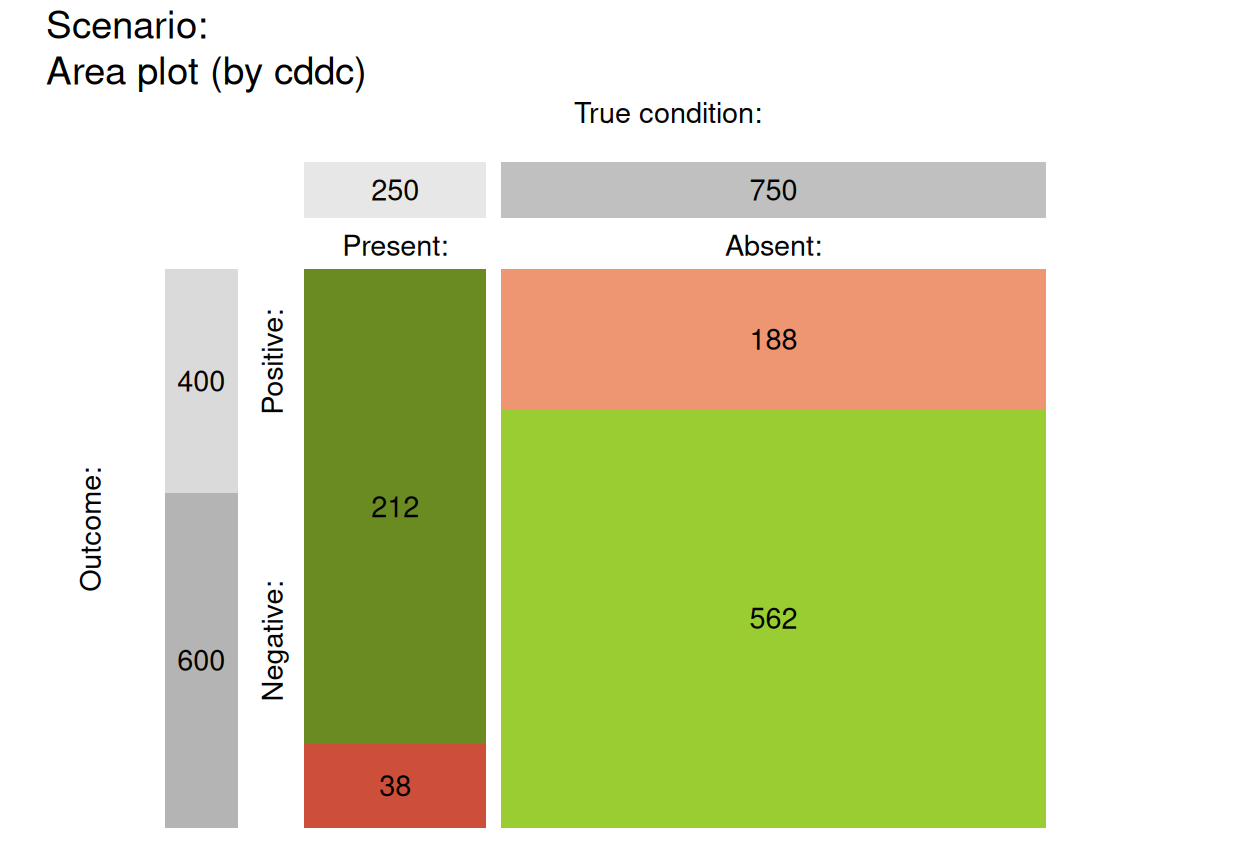 Scenario:
Area plot (by cddc)
True condition:
250
750
Present:
Absent:
Outcome:
400
600
Positive:
Negative:
212
38
188
562